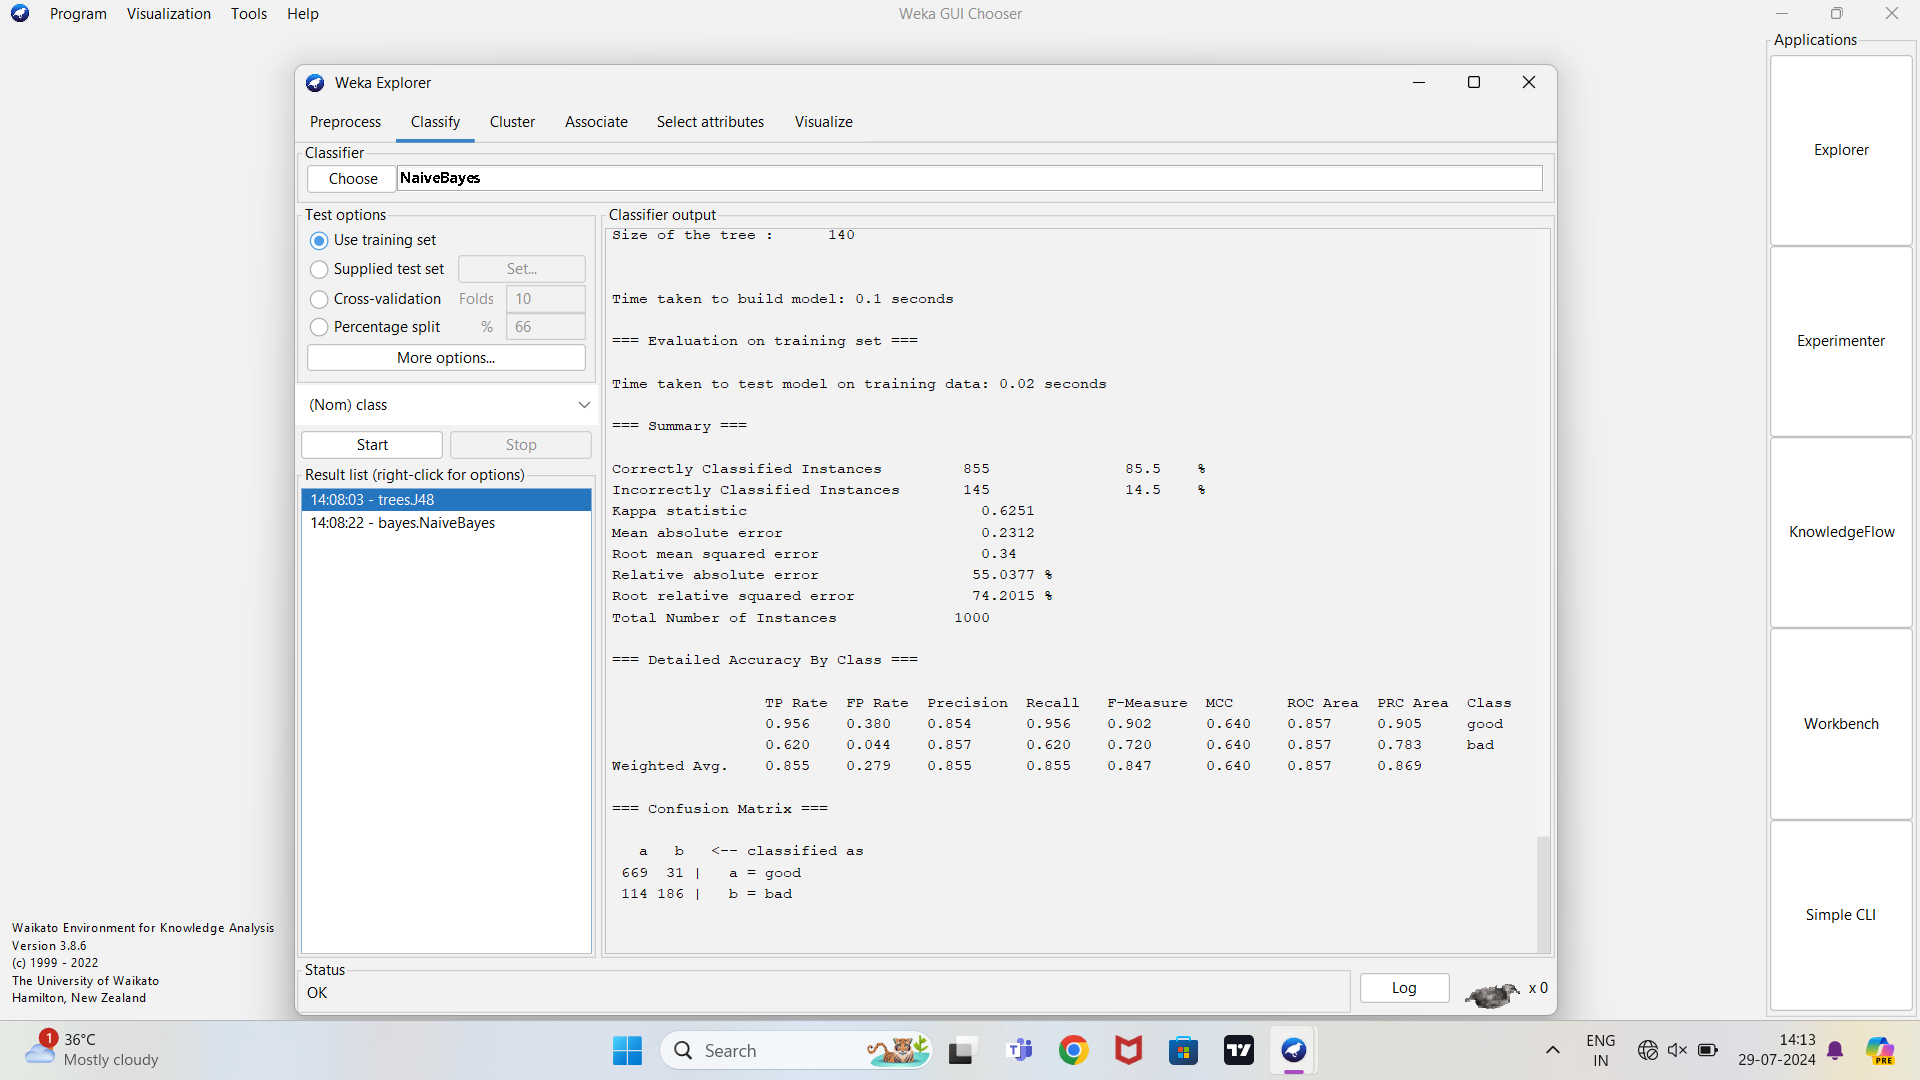 Program Visualization Tools Help
Weka GUI Chooser
Applications
Explorer
Experimenter
KnowledgeFlow
Workbench
Simple CLI
Weka Explorer
Preprocess Classify Cluster Associate Select attributes Visualize
Classifier
Choose NaiveBayes
Test options
Use training set
Supplied test set Set...
Cross-validation Folds 10
Percentage split % 66
More options...
(Nom) class
Start Stop
Result list (right-click for options)
14:08:03 - trees.J48
14:08:22 - bayes.NaiveBayes
Classifier output
Size of the tree : 140
Time taken to build model: 0.1 seconds
=== Evaluation on training set ===
Time taken to test model on training data: 0.02 seconds
=== Summary ===
Correctly Classified Instances 855 85.5 %
Incorrectly Classified Instances 145 14.5 %
Kappa statistic 0.6251
Mean absolute error 0.2312
Root mean squared error 0.34
Relative absolute error 55.0377 %
Root relative squared error 74.2015 %
Total Number of Instances 1000
=== Detailed Accuracy By Class ===
TP Rate FP Rate Precision Recall F-Measure MCC ROC Area PRC Area Class
0.956 0.380 0.854 0.956 0.902 0.640 0.857 0.905 good
0.620 0.044 0.857 0.620 0.720 0.640 0.857 0.783 bad
Weighted Avg. 0.855 0.279 0.855 0.855 0.847 0.640 0.857 0.869
=== Confusion Matrix ===
a b <-- classified as
669 31 | a = good
114 186 | b = bad
Status
OK
Log
x 0
Waikato Environment for Knowledge Analysis
Version 3.8.6
(c) 1999 - 2022
The University of Waikato
Hamilton, New Zealand
1
36°C
Mostly cloudy
Search
ENG
IN
14:13
29-07-2024
PRE